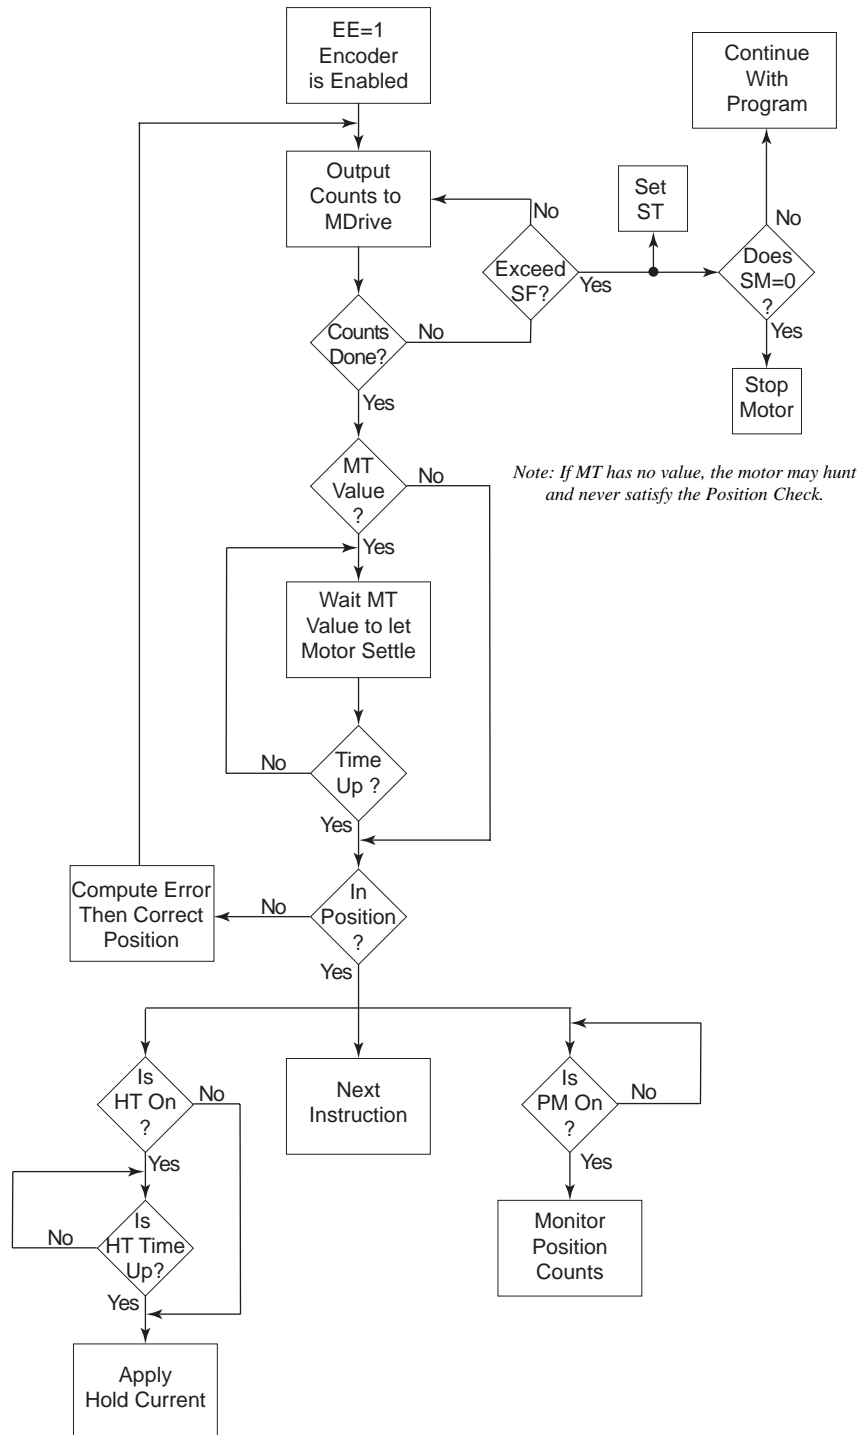 EE=1
Encoder
is Enabled
Continue
With
Program
Output
Counts to
MDrive
Set
ST
No
No
Exceed
SF?
Yes
Does
SM=0
?
Yes
Counts
Done?
No
Yes
Stop
Motor
MT
Value
?
No
Yes
Note: If MT has no value, the motor may hunt
and never satisfy the Position Check.
Wait MT
Value to let
Motor Settle
Time
Up ?
No
Yes
Compute Error
Then Correct
Position
No
In
Position
?
Yes
Is
HT On
?
No
Yes
Next
Instruction
Is
PM On
?
No
Yes
Is
HT Time
Up?
No
Yes
Monitor
Position
Counts
Apply
Hold Current